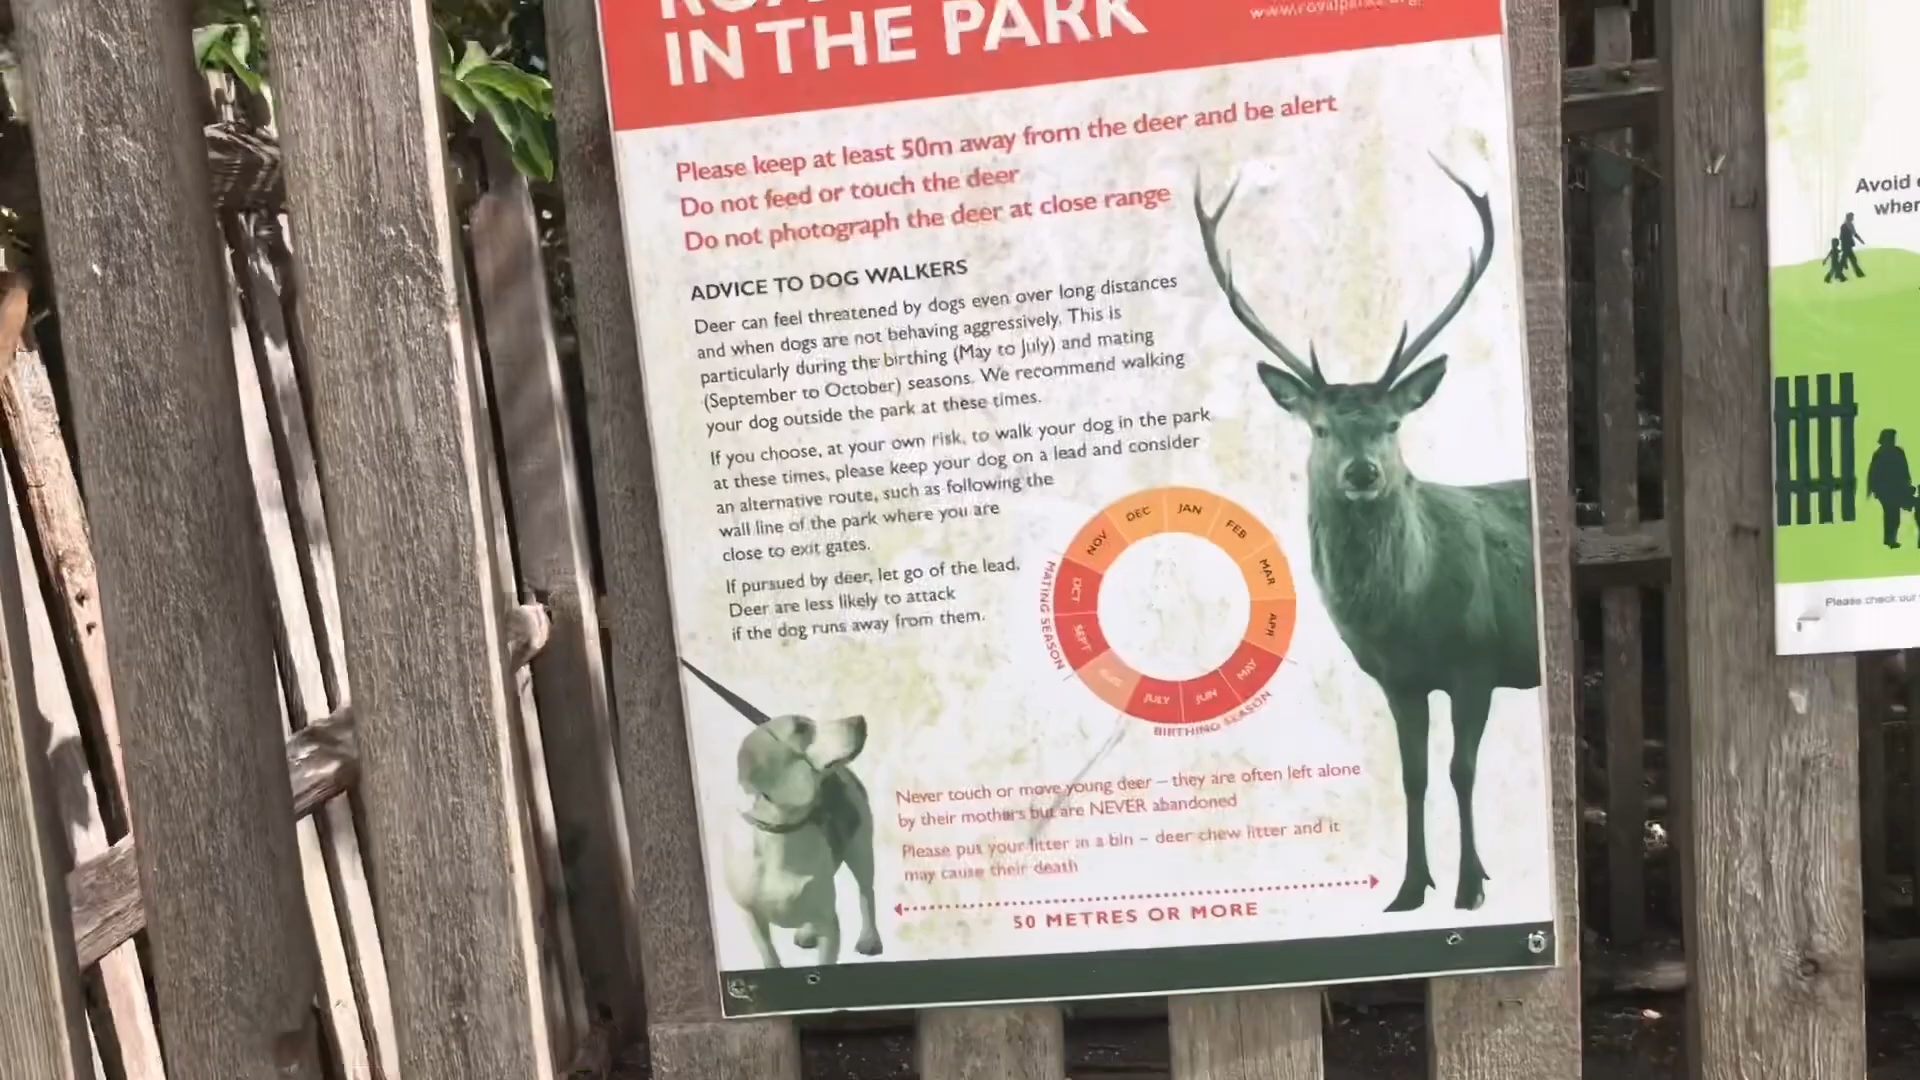 IN THE PARK
Please keep at least 50m away from the deer and be alert
Do not feed or touch the deer
Do not photograph the deer at close range
ADVICE TO DOG WALKERS
Deer can feel threatened by dogs even over long distances
and when dogs are not behaving aggressively. This is
particularly during the birthing (May to July) and mating
(September to October) seasons. We recommend walking
your dog outside the park at these times.
If you choose, at your own risk, to walk your dog in the park
at these times, please keep your dog on a lead and consider
an alternative route, such as following the
wall line of the park where you are
close to exit gates.
If pursued by deer, let go of the lead.
Deer are less likely to attack
if the dog runs away from them.
JAN
FEB
MAR
APR
MAY
JUN
JULY
AUG
SEPT
OCT
NOV
DEC
MATING SEASON
BIRTHING SEASON
Never touch or move young deer – they are often left alone
by their mothers but are NEVER abandoned
Please put your litter in a bin – deer chew litter and it
may cause their death
50 METRES OR MORE
Avoid
Please check our